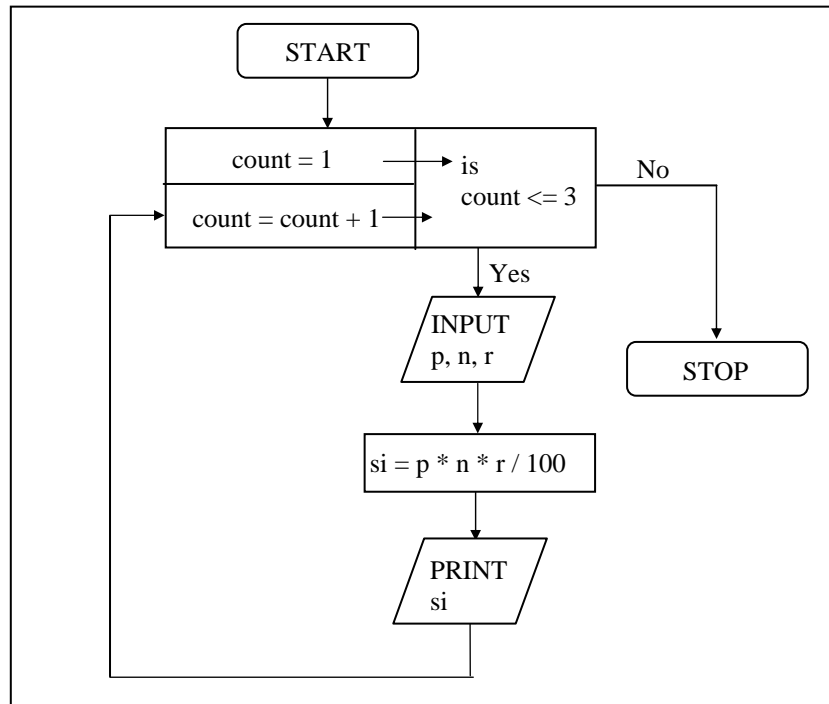 START
count = 1
is
count <= 3
No
count = count + 1
Yes
INPUT
p, n, r
STOP
si = p * n * r / 100
PRINT
si